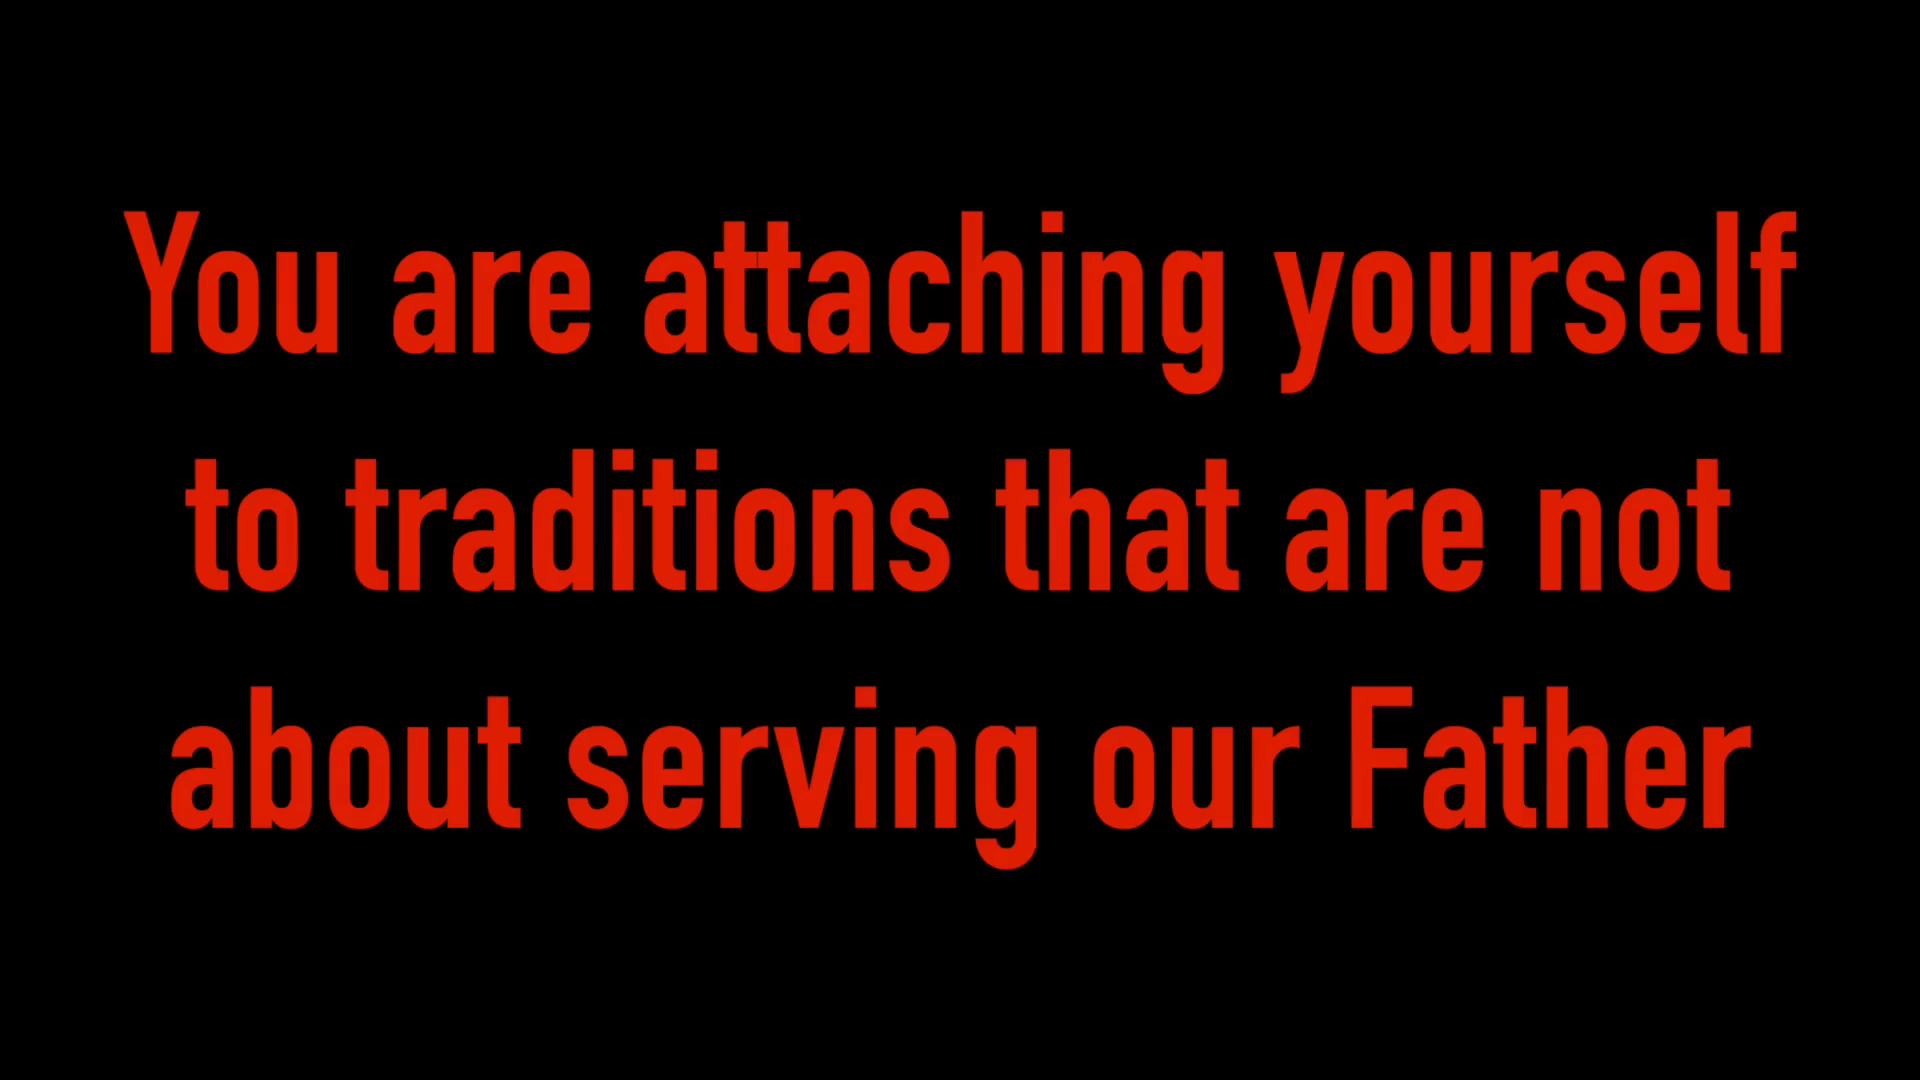 You are attaching yourself
to traditions that are not
about serving our Father